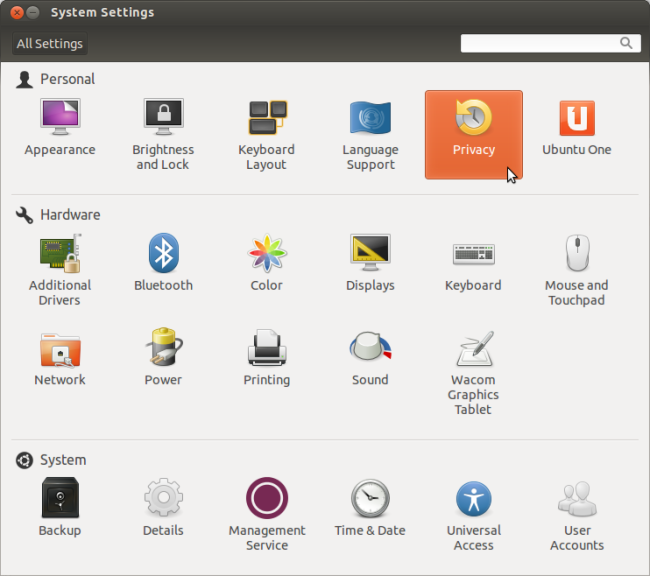 System Settings
All Settings
Personal
Appearance
Brightness
and Lock
Keyboard
Layout
Language
Support
Privacy
Ubuntu One
Hardware
Additional
Drivers
Bluetooth
Color
Displays
Keyboard
Mouse and
Touchpad
Network
Power
Printing
Sound
Wacom
Graphics
Tablet
System
Backup
Details
Management
Service
Time & Date
Universal
Access
User
Accounts